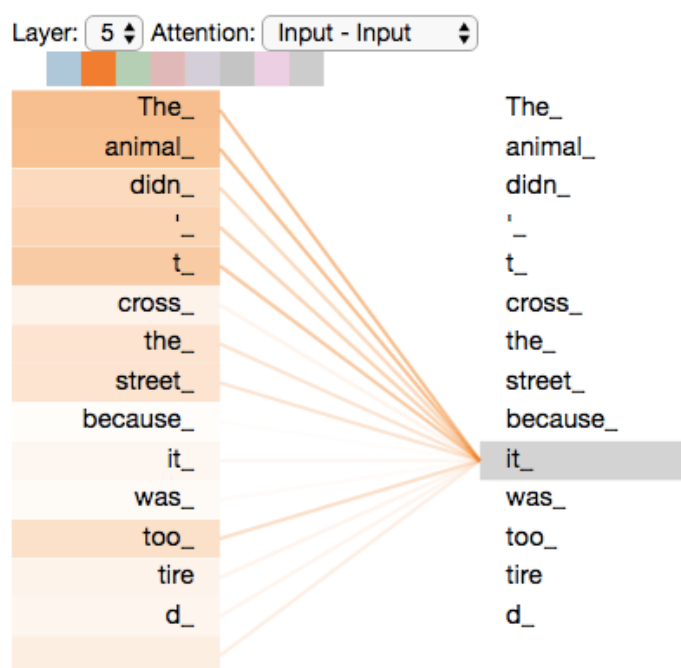 Layer: 5 Attention: Input - Input
The_ The_
animal_ animal_
didn_ didn_
'_ '_
t_ t_
cross_ cross_
the_ the_
street_ street_
because_ because_
it_ it_
was_ was_
too_ too_
tire tire
d_ d_